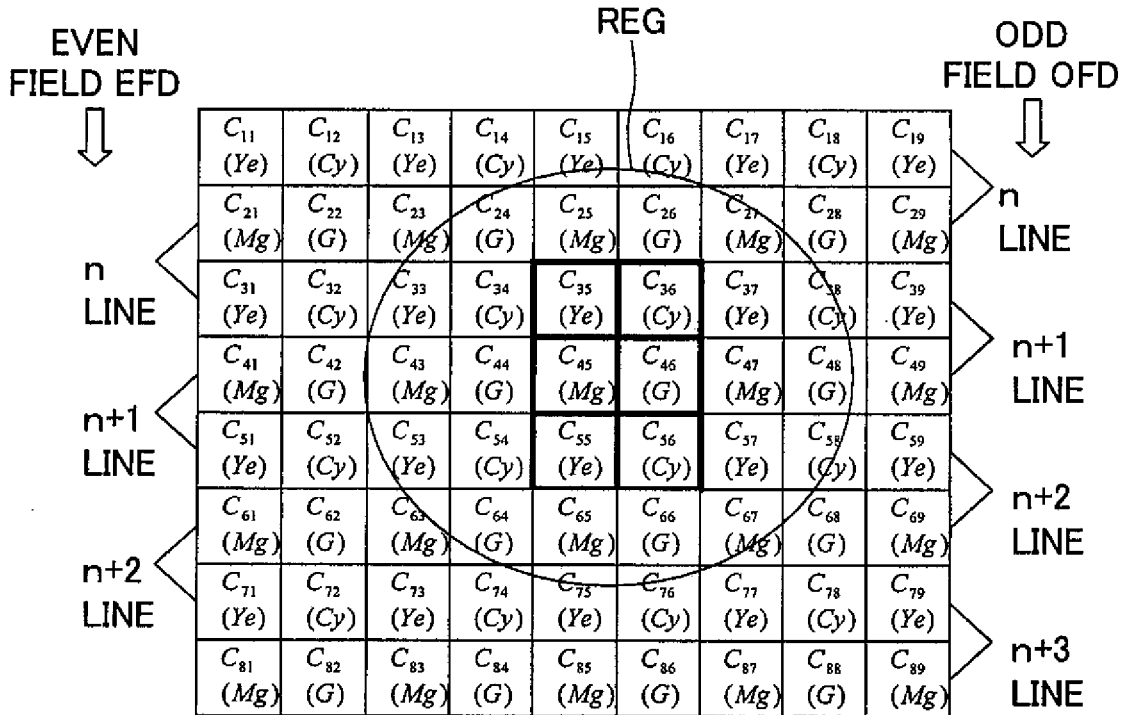 REG
EVEN
FIELD EFD
ODD
FIELD OFD
C11 C12 C13 C14 C15 C16 C17 C18 C19
(Ye) (Cy) (Ye) (Cy) (Ye) (Cy) (Ye) (Cy) (Ye)
C21 C22 C23 C24 C25 C26 C27 C28 C29
(Mg) (G) (Mg) (G) (Mg) (G) (Mg) (G) (Mg)
n
LINE
n
LINE
C31 C32 C33 C34 C35 C36 C37 C38 C39
(Ye) (Cy) (Ye) (Cy) (Ye) (Cy) (Ye) (Cy) (Ye)
C41 C42 C43 C44 C45 C46 C47 C48 C49
(Mg) (G) (Mg) (G) (Mg) (G) (Mg) (G) (Mg)
n+1
LINE
n+1
LINE
C51 C52 C53 C54 C55 C56 C57 C58 C59
(Ye) (Cy) (Ye) (Cy) (Ye) (Cy) (Ye) (Cy) (Ye)
C61 C62 C63 C64 C65 C66 C67 C68 C69
(Mg) (G) (Mg) (G) (Mg) (G) (Mg) (G) (Mg)
n+2
LINE
n+2
LINE
C71 C72 C73 C74 C75 C76 C77 C78 C79
(Ye) (Cy) (Ye) (Cy) (Ye) (Cy) (Ye) (Cy) (Ye)
C81 C82 C83 C84 C85 C86 C87 C88 C89
(Mg) (G) (Mg) (G) (Mg) (G) (Mg) (G) (Mg)
n+3
LINE